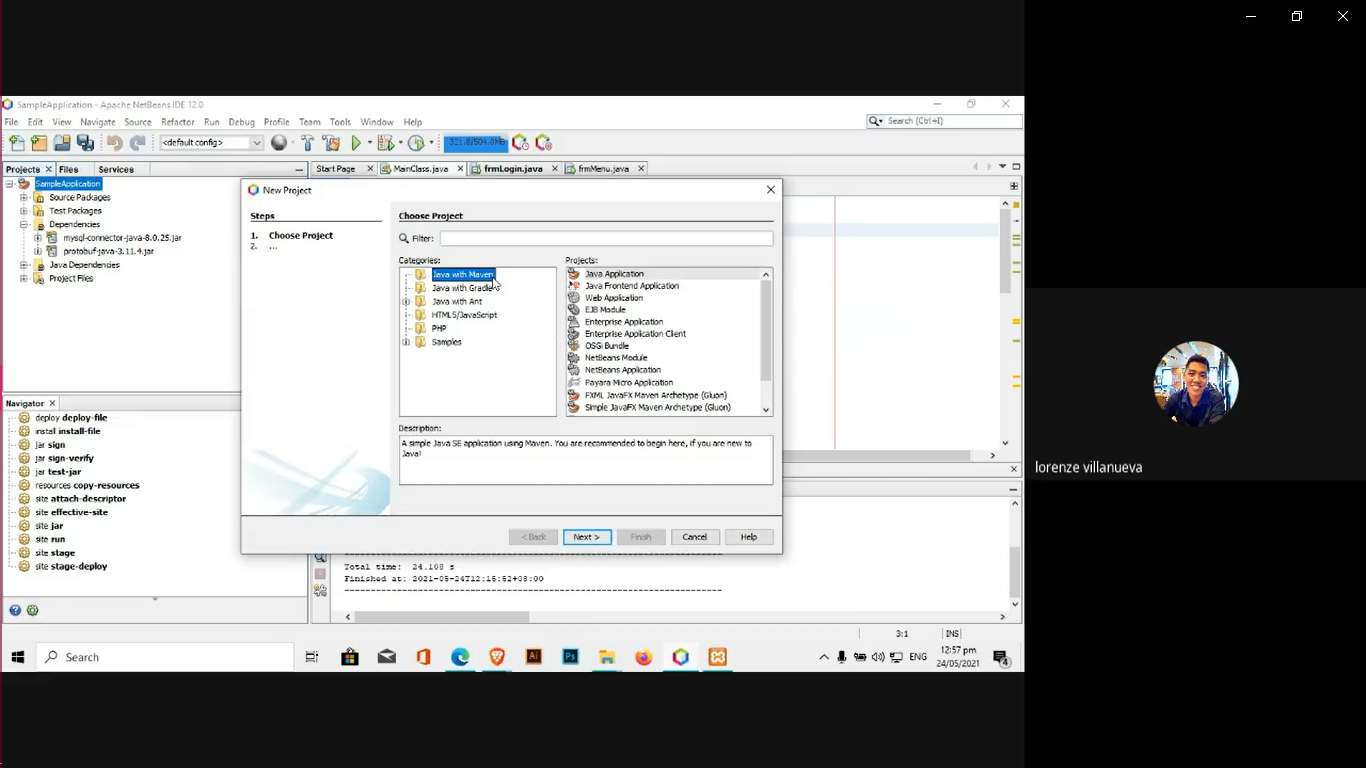 SampleApplication - Apache NetBeans IDE 12.0
File Edit View Navigate Source Refactor Run Debug Profile Team Tools Window Help
Search (Ctrl+I)
<default config>
321.8/504.0MB
Projects Files Services
Start Page MainClass.java frmLogin.java frmMenu.java
SampleApplication
Source Packages
Test Packages
Dependencies
mysql-connector-java-8.0.25.jar
protobuf-java-3.11.4.jar
Java Dependencies
Project Files
New Project
Steps
1. Choose Project
2. ...
Choose Project
Filter:
Categories:
Java with Maven
Java with Gradle
Java with Ant
HTML5/JavaScript
PHP
Samples
Projects:
Java Application
Java Frontend Application
Web Application
EJB Module
Enterprise Application
Enterprise Application Client
OSGi Bundle
NetBeans Module
NetBeans Application
Payara Micro Application
FXML JavaFX Maven Archetype (Gluon)
Simple JavaFX Maven Archetype (Gluon)
Description:
A simple Java SE application using Maven. You are recommended to begin here, if you are new to
Java!
< Back Next > Finish Cancel Help
Navigator
deploy deploy-file
install install-file
jar sign
jar sign-verify
jar test-jar
resources copy-resources
site attach-descriptor
site effective-site
site jar
site run
site stage
site stage-deploy
Total time: 24.108 s
Finished at: 2021-05-24T12:15:52+08:00
3:1 INS
Search
ENG
12:57 pm
24/05/2021
4
lorenze villanueva